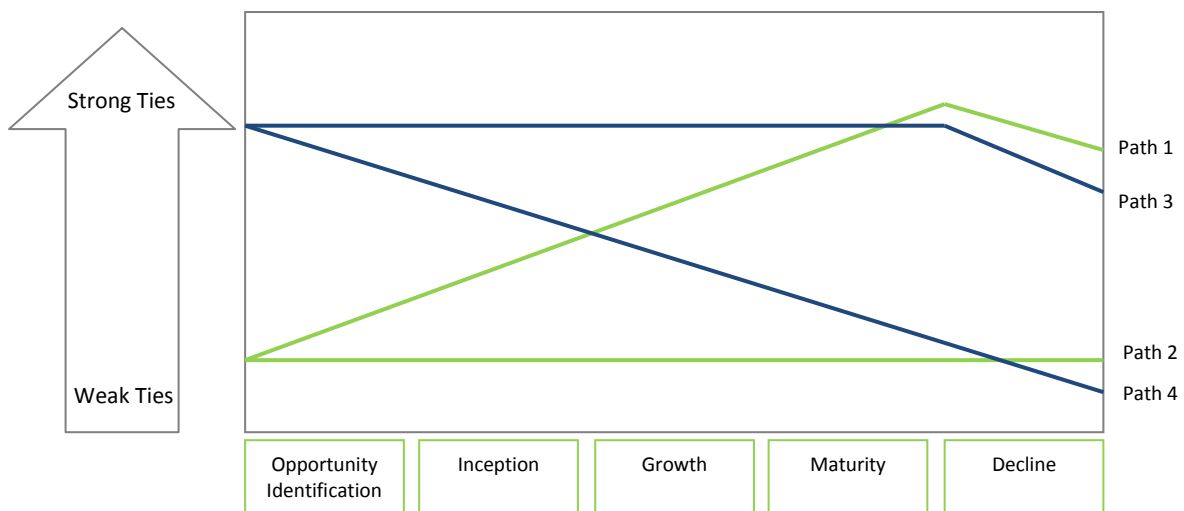 Strong Ties
Weak Ties
Path 1
Path 3
Path 2
Path 4
Opportunity
Identification
Inception
Growth
Maturity
Decline